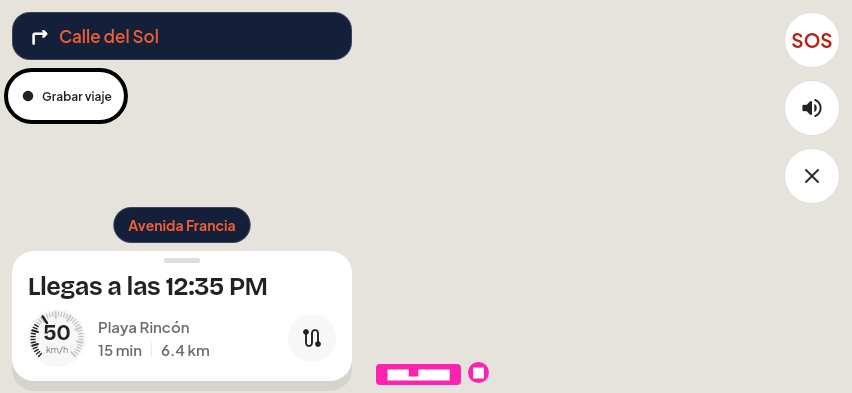 Calle del Sol
SOS
Grabar viaje
Avenida Francia
Llegas a las 12:35 PM
50
km/h
Playa Rincón
15 min
6.4 km